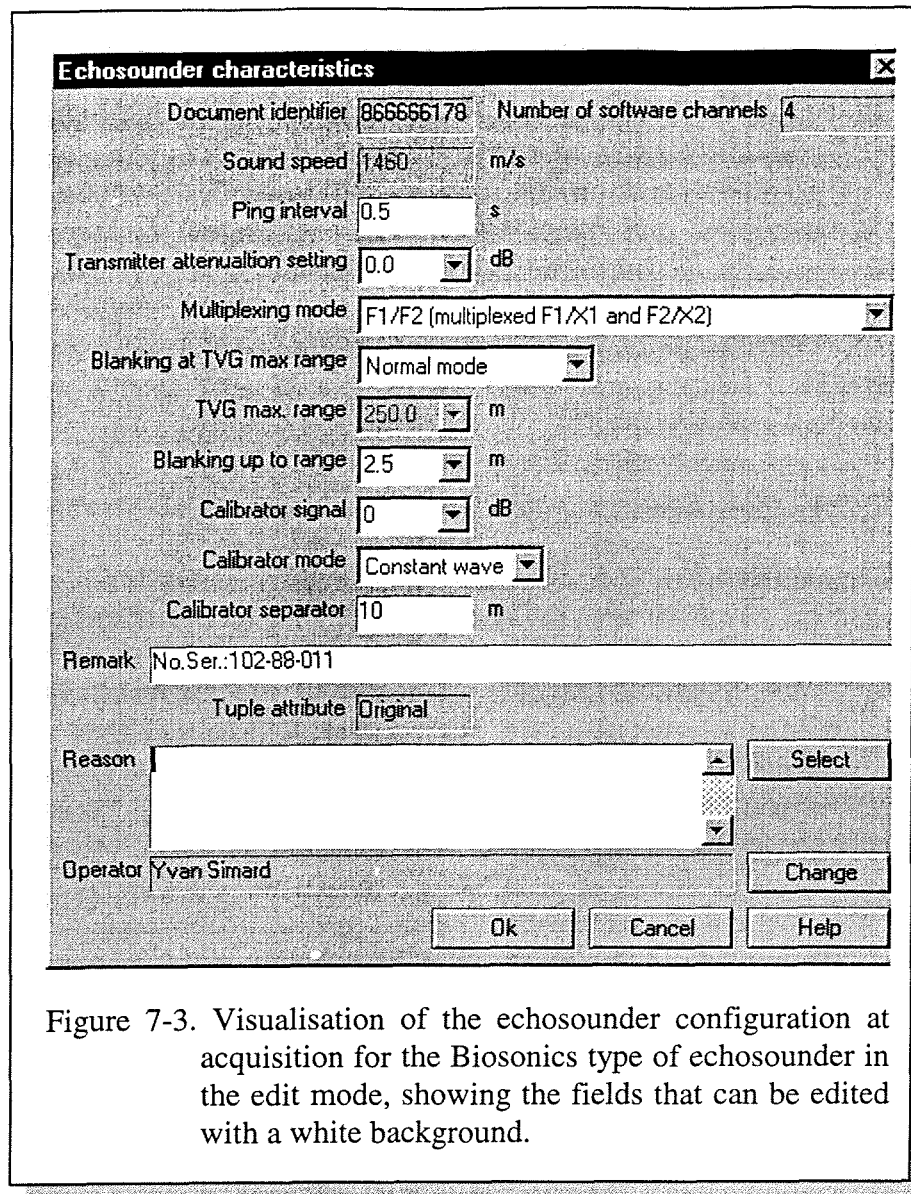 Echosounder characteristics
Document identifier 866666178 Number of software channels 4
Sound speed 1460 m/s
Ping interval 0.5 s
Transmitter attenualtion setting 0.0 dB
Multiplexing mode F1/F2 (multiplexed F1/X1 and F2/X2)
Blanking at TVG max range Normal mode
TVG max. range 250.0 m
Blanking up to range 2.5 m
Calibrator signal 0 dB
Calibrator mode Constant wave
Calibrator separator 10 m
Remark No.Ser.:102-88-011
Tuple attribute Original
Reason Select
Operator Yvan Simard Change
Ok Cancel Help
Figure 7-3. Visualisation of the echosounder configuration at
acquisition for the Biosonics type of echosounder in
the edit mode, showing the fields that can be edited
with a white background.